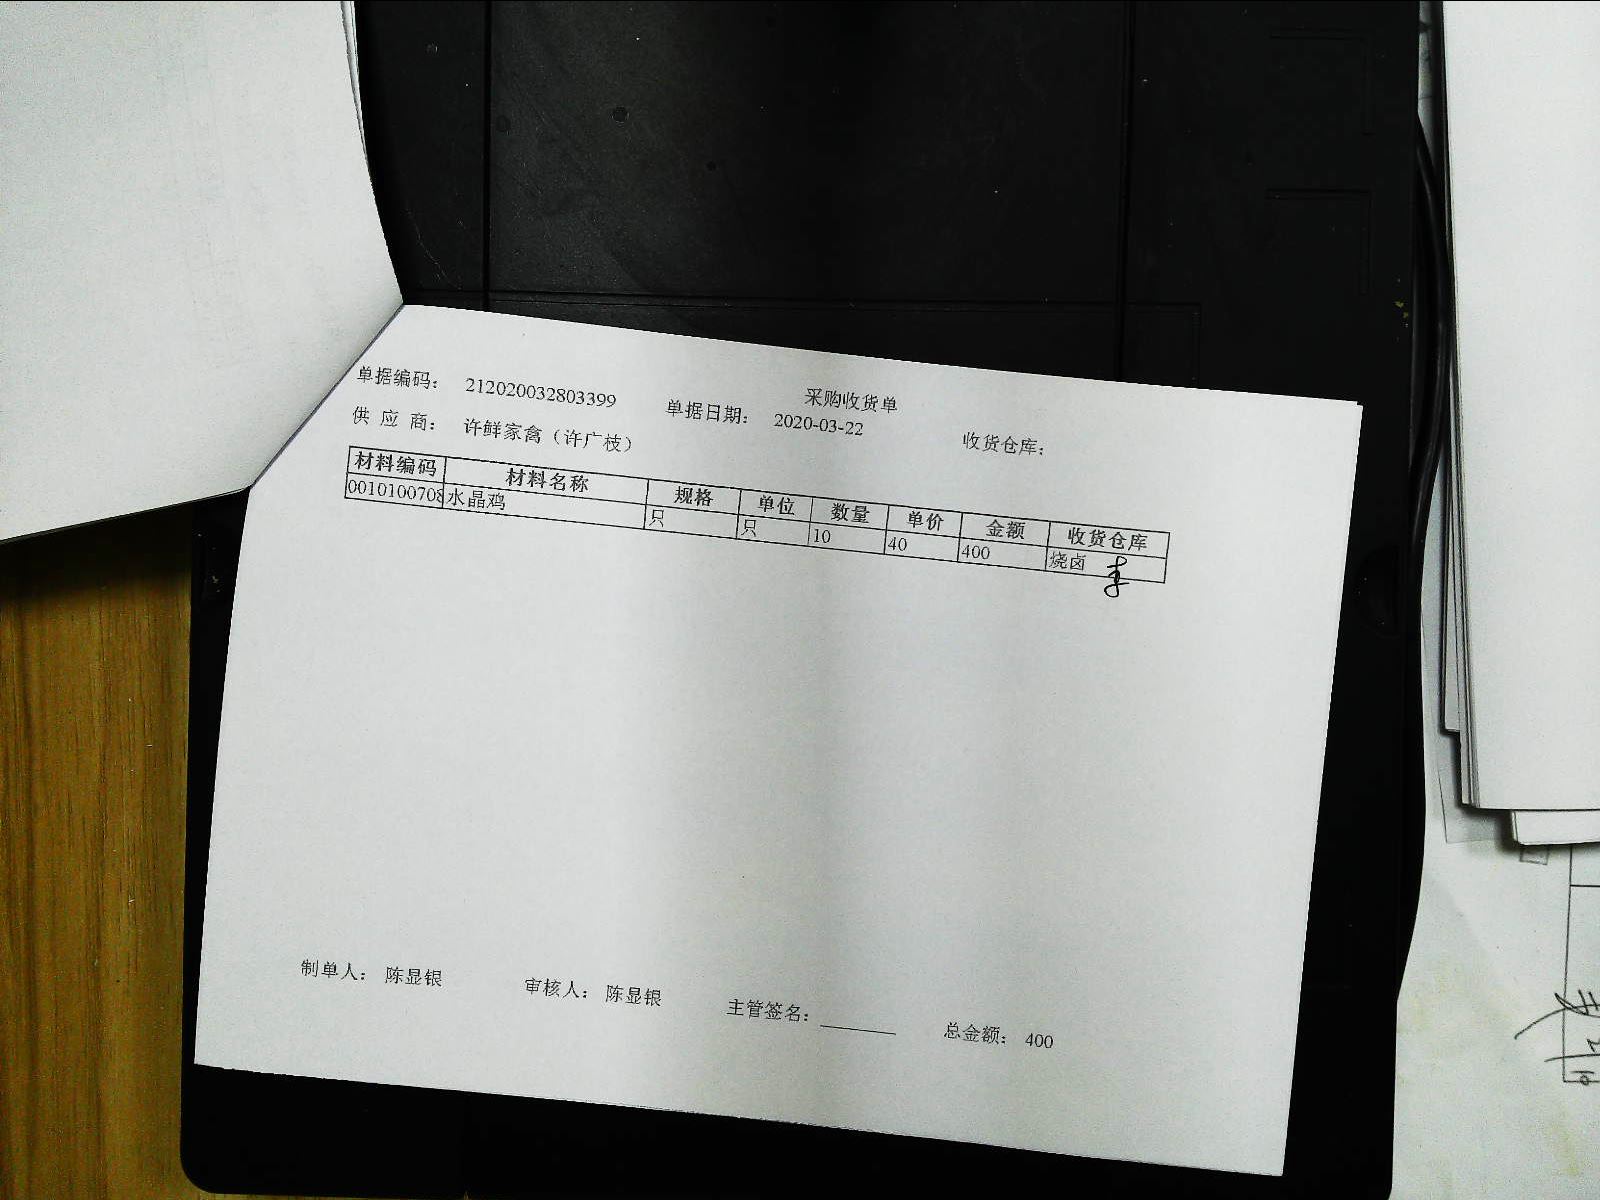 采购收货单
单据编码： 212020032803399 单据日期： 2020-03-22 收货仓库：
供 应 商： 许鲜家禽（许广枝）
材料编码 材料名称 规格 单位 数量 单价 金额 收货仓库
0010100708 水晶鸡 只 只 10 40 400 烧卤
制单人： 陈显银 审核人： 陈显银 主管签名： 总金额： 400